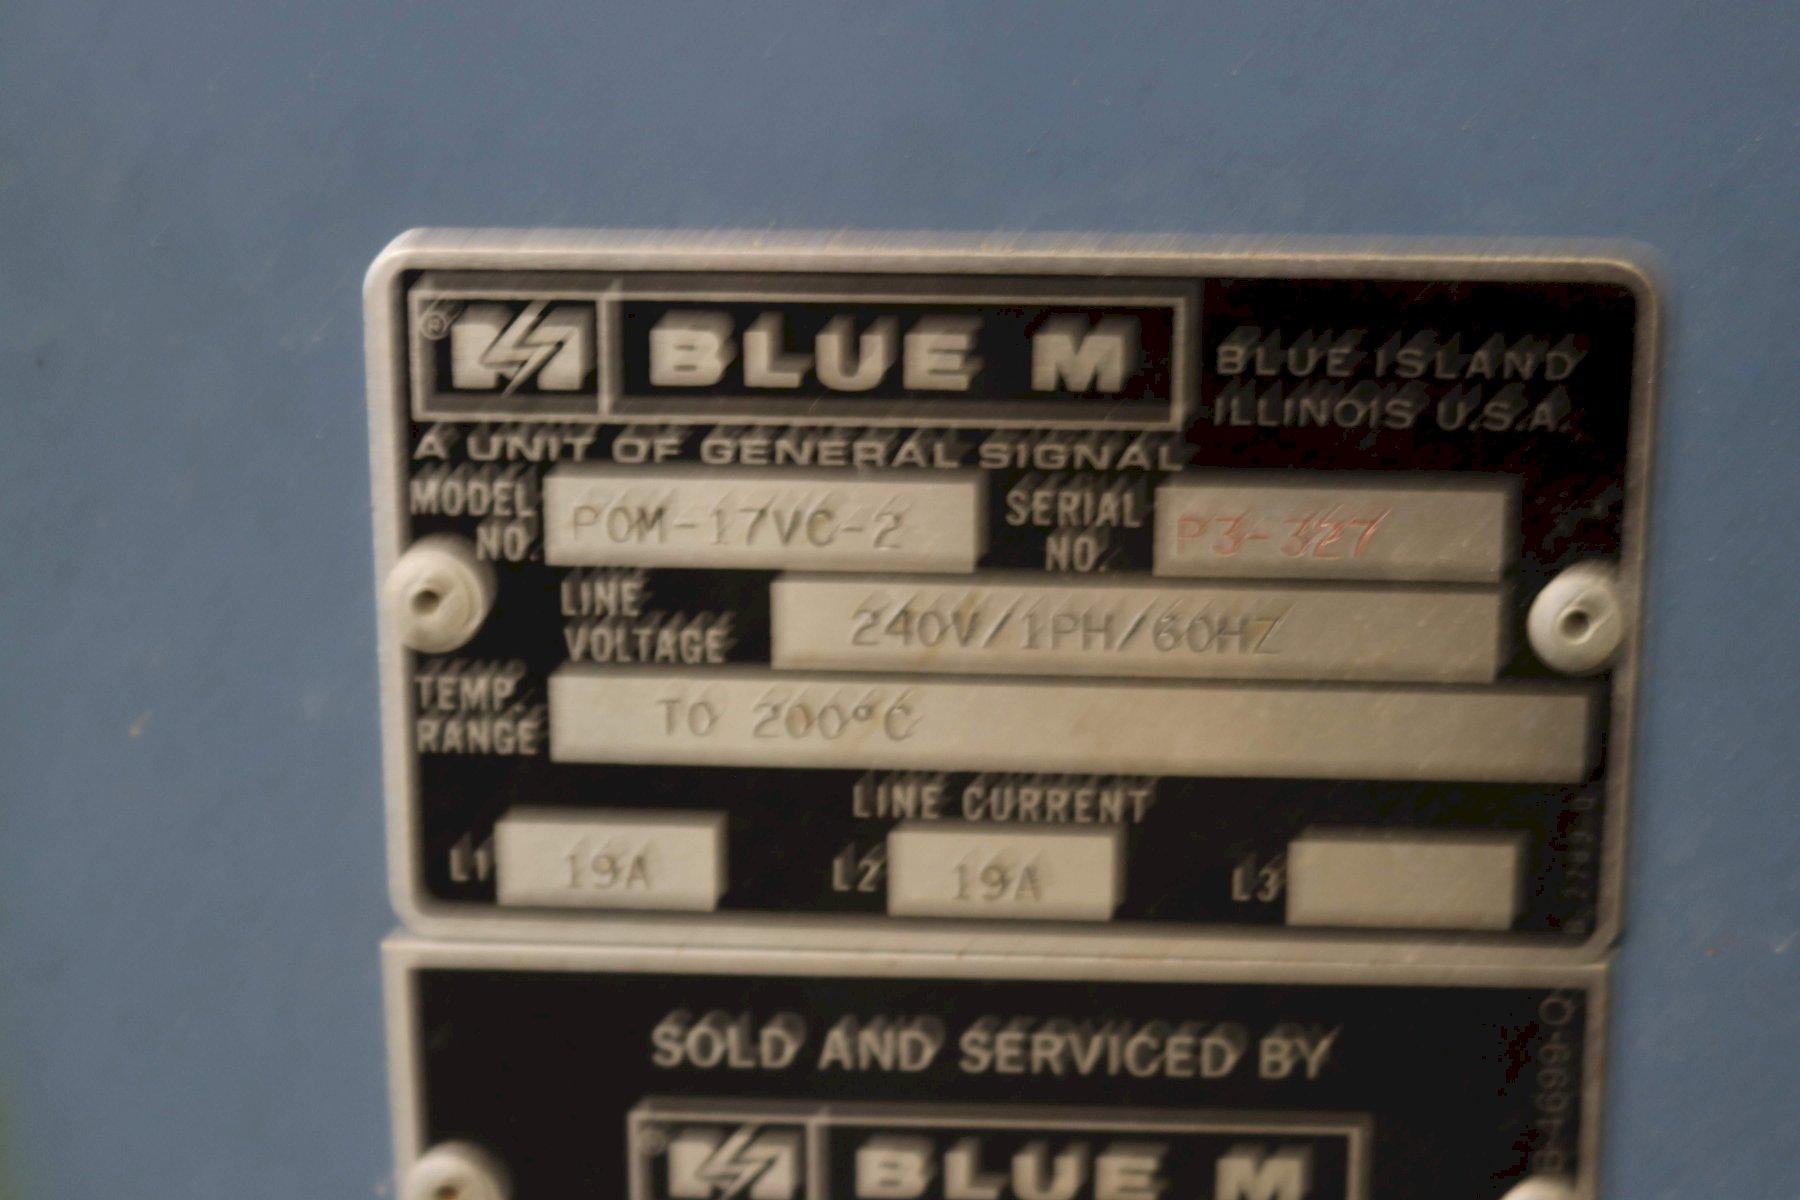 ® BLUE M
BLUE ISLAND
ILLINOIS U.S.A.
A UNIT OF GENERAL SIGNAL
MODEL NO. POM-17VC-2 SERIAL NO. P3-327
LINE VOLTAGE 240V/1PH/60HZ
TEMP. RANGE TO 200°C
LINE CURRENT
L1 19A L2 19A L3
SOLD AND SERVICED BY
B-4699-Q
® BLUE M